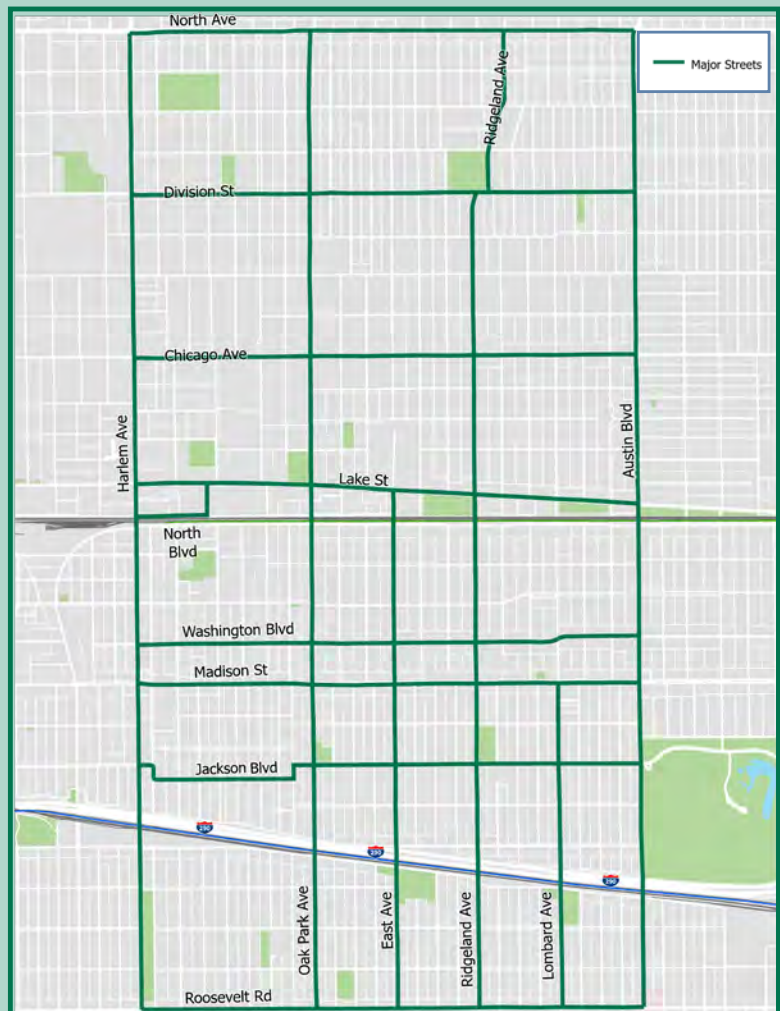 North Ave
Major Streets
Ridgeland Ave
Division St
Chicago Ave
Harlem Ave
Austin Blvd
Lake St
North
Blvd
Washington Blvd
Madison St
Jackson Blvd
290
290
290
Oak Park Ave
East Ave
Ridgeland Ave
Lombard Ave
Roosevelt Rd